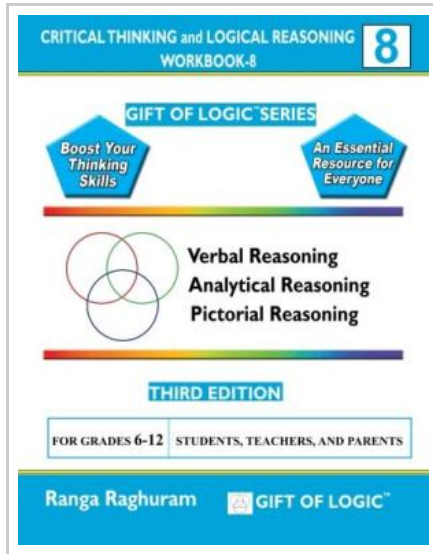 CRITICAL THINKING and LOGICAL REASONING
WORKBOOK-8
8
GIFT OF LOGIC™SERIES
Boost Your
Thinking
Skills
An Essential
Resource for
Everyone
Verbal Reasoning
Analytical Reasoning
Pictorial Reasoning
THIRD EDITION
FOR GRADES 6-12 STUDENTS, TEACHERS, AND PARENTS
Ranga Raghuram GIFT OF LOGIC™